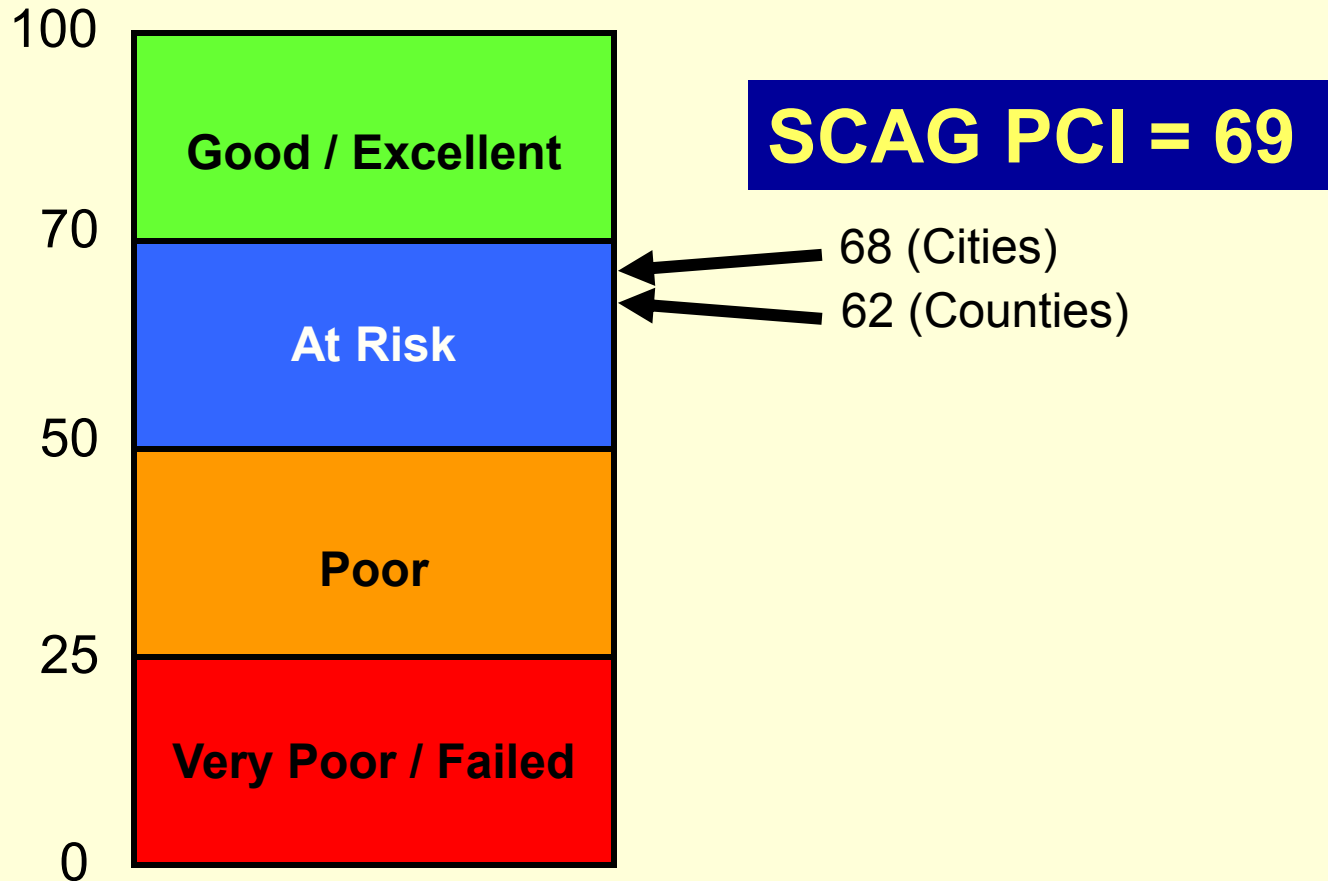 100
Good / Excellent
SCAG PCI = 69
70
68 (Cities)
62 (Counties)
At Risk
50
Poor
25
Very Poor / Failed
0